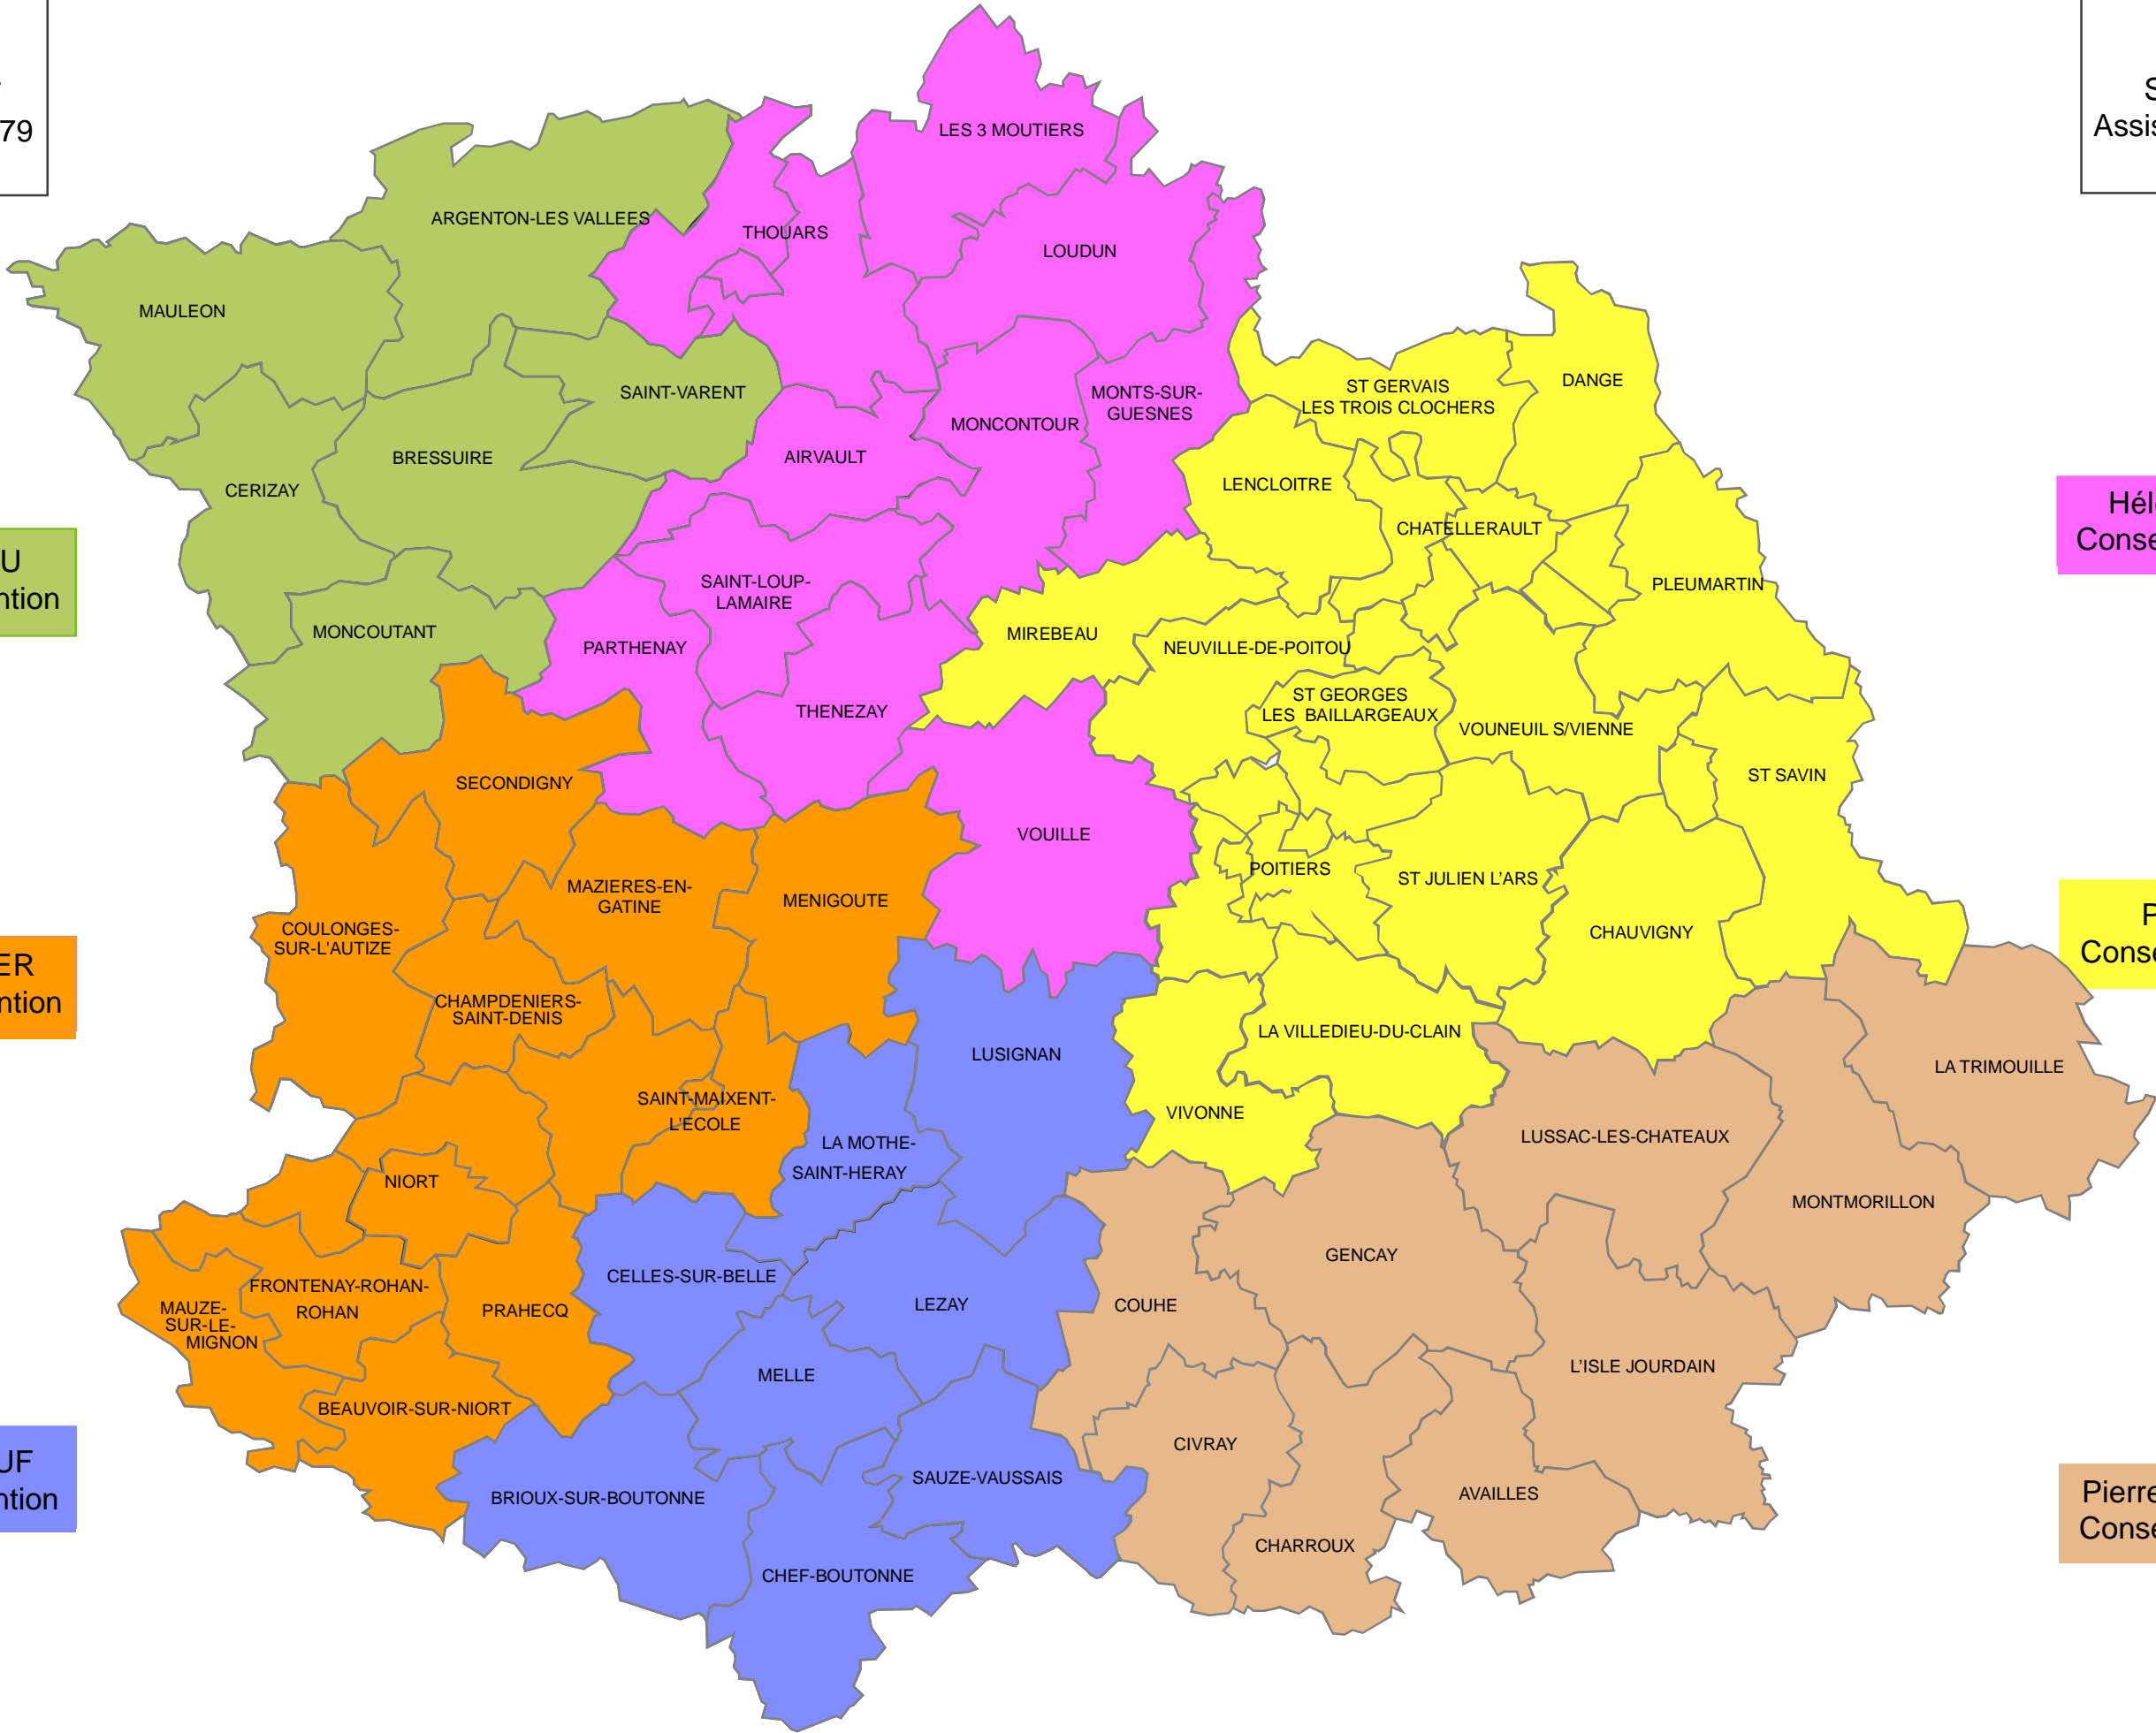 79
S
Assis
LES 3 MOUTIERS
ARGENTON-LES VALLEES
THOUARS
LOUDUN
MAULEON
SAINT-VARENT
MONTS-SUR-
GUESNES
MONCONTOUR
ST GERVAIS
LES TROIS CLOCHERS
DANGE
BRESSUIRE
AIRVAULT
CERIZAY
LENCLOITRE
CHATELLERAULT
Hél
Conse
U
ntion
SAINT-LOUP-
LAMAIRE
PLEUMARTIN
MONCOUTANT
PARTHENAY
MIREBEAU
NEUVILLE-DE-POITOU
THENEZAY
ST GEORGES
LES BAILLARGEAUX
VOUNEUIL S/VIENNE
SECONDIGNY
ST SAVIN
VOUILLE
POITIERS
ST JULIEN L'ARS
MAZIERES-EN-
GATINE
MENIGOUTE
COULONGES-
SUR-L'AUTIZE
CHAUVIGNY
P
Conse
ER
ntion
CHAMPDENIERS-
SAINT-DENIS
LUSIGNAN
LA VILLEDIEU-DU-CLAIN
LA TRIMOUILLE
SAINT-MAIXENT-
L'ECOLE
VIVONNE
LA MOTHE-
SAINT-HERAY
LUSSAC-LES-CHATEAUX
NIORT
MONTMORILLON
GENCAY
CELLES-SUR-BELLE
FRONTENAY-ROHAN-
ROHAN
MAUZE-
SUR-LE-
MIGNON
PRAHECQ
LEZAY
COUHE
MELLE
L'ISLE JOURDAIN
BEAUVOIR-SUR-NIORT
CIVRAY
UF
ntion
BRIOUX-SUR-BOUTONNE
SAUZE-VAUSSAIS
AVAILLES
Pierre
Conse
CHARROUX
CHEF-BOUTONNE